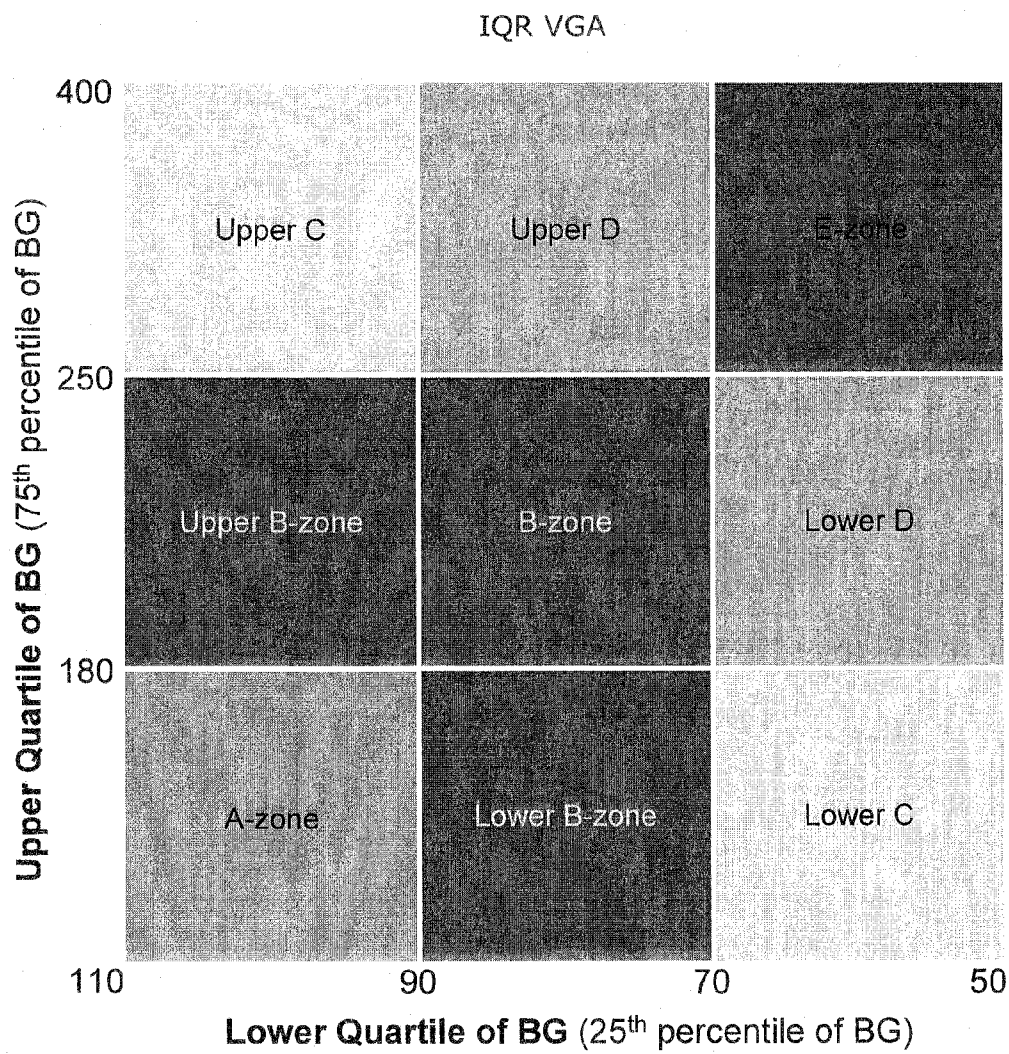 IQR VGA
400
Upper C
Upper D
E-zone
250
Upper B-zone
B-zone
Lower D
180
A-zone
Lower B-zone
Lower C
110
90
70
50
Lower Quartile of BG (25th percentile of BG)
Upper Quartile of BG (75th percentile of BG)